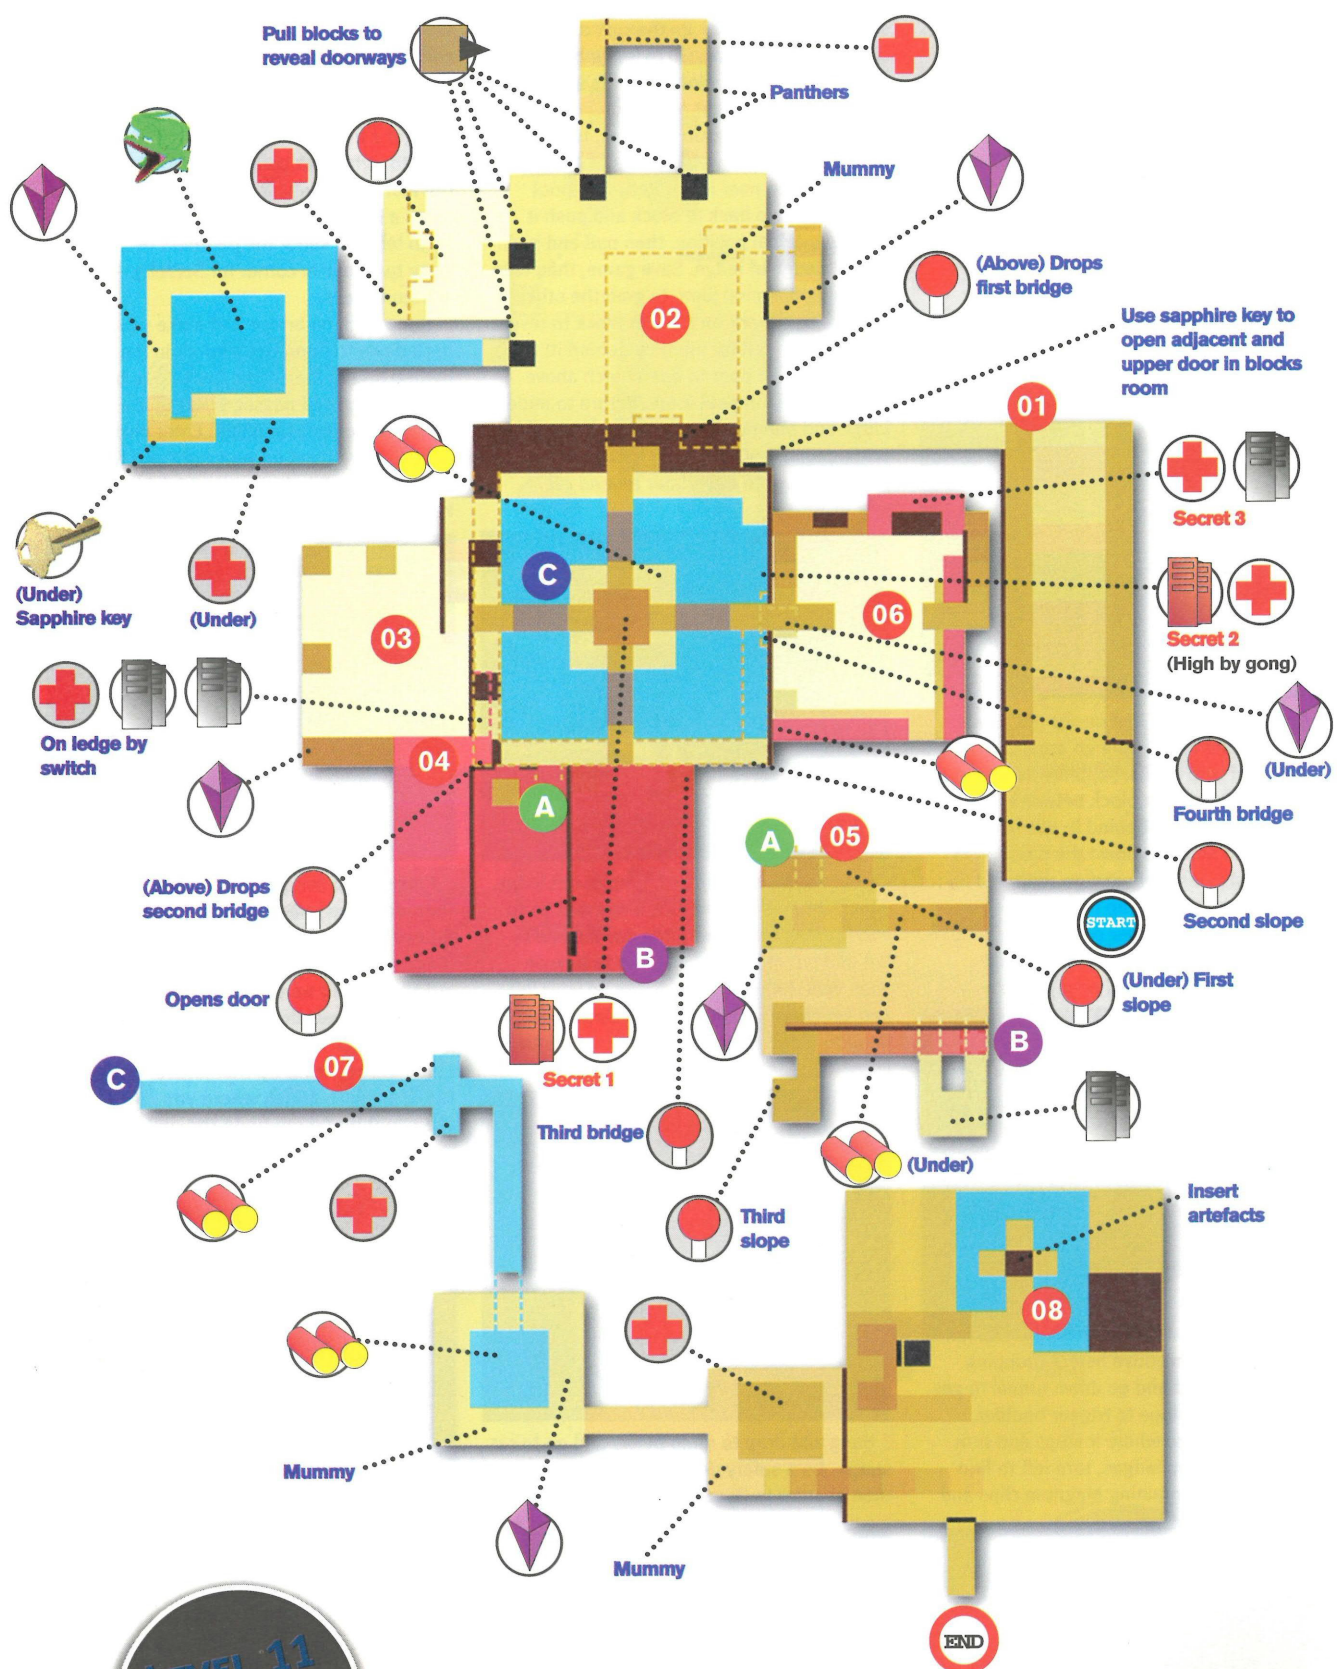 Pull blocks to
reveal doorways
Panthers
Mummy
(Above) Drops
first bridge
02
Use sapphire key to
open adjacent and
upper door in blocks
room
01
Secret 3
(Under)
Sapphire key
(Under)
C
03
06
Secret 2
(High by gong)
On ledge by
switch
04
(Under)
A
Fourth bridge
A
05
(Above) Drops
second bridge
START
Second slope
B
Opens door
(Under) First
slope
B
Secret 1
C
07
Third bridge
(Under)
Third
slope
Insert
artefacts
08
Mummy
Mummy
END
LEVEL 11